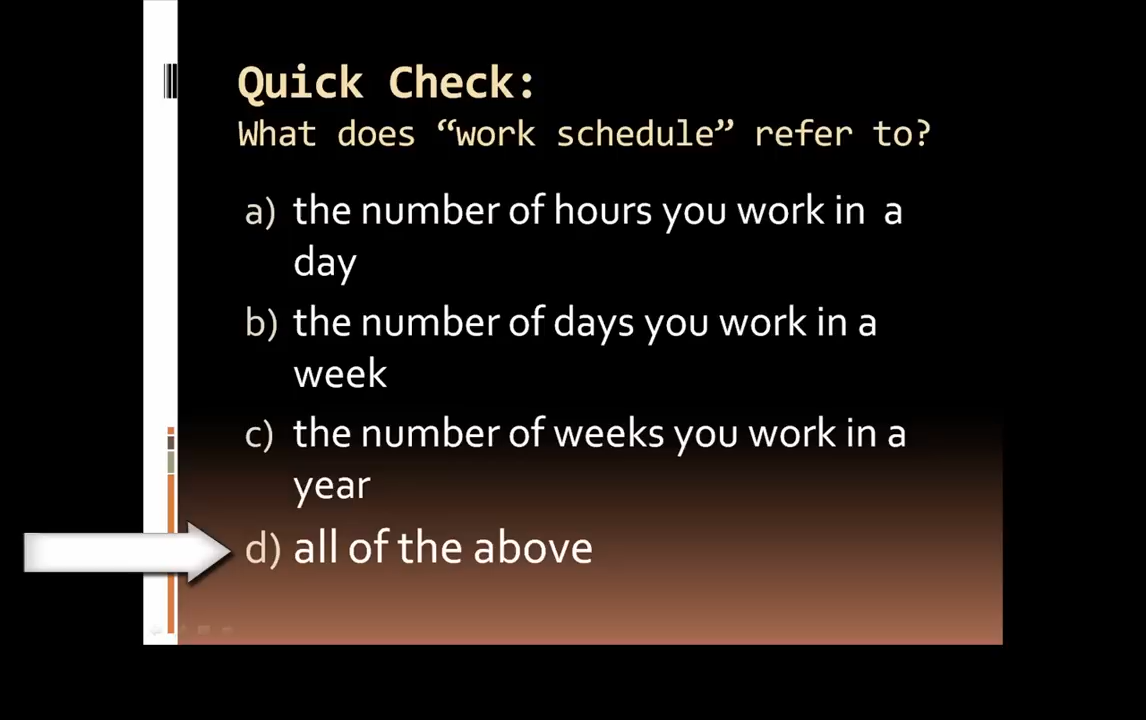 Quick Check:
What does “work schedule” refer to?
a) the number of hours you work in a
day
b) the number of days you work in a
week
c) the number of weeks you work in a
year
d) all of the above